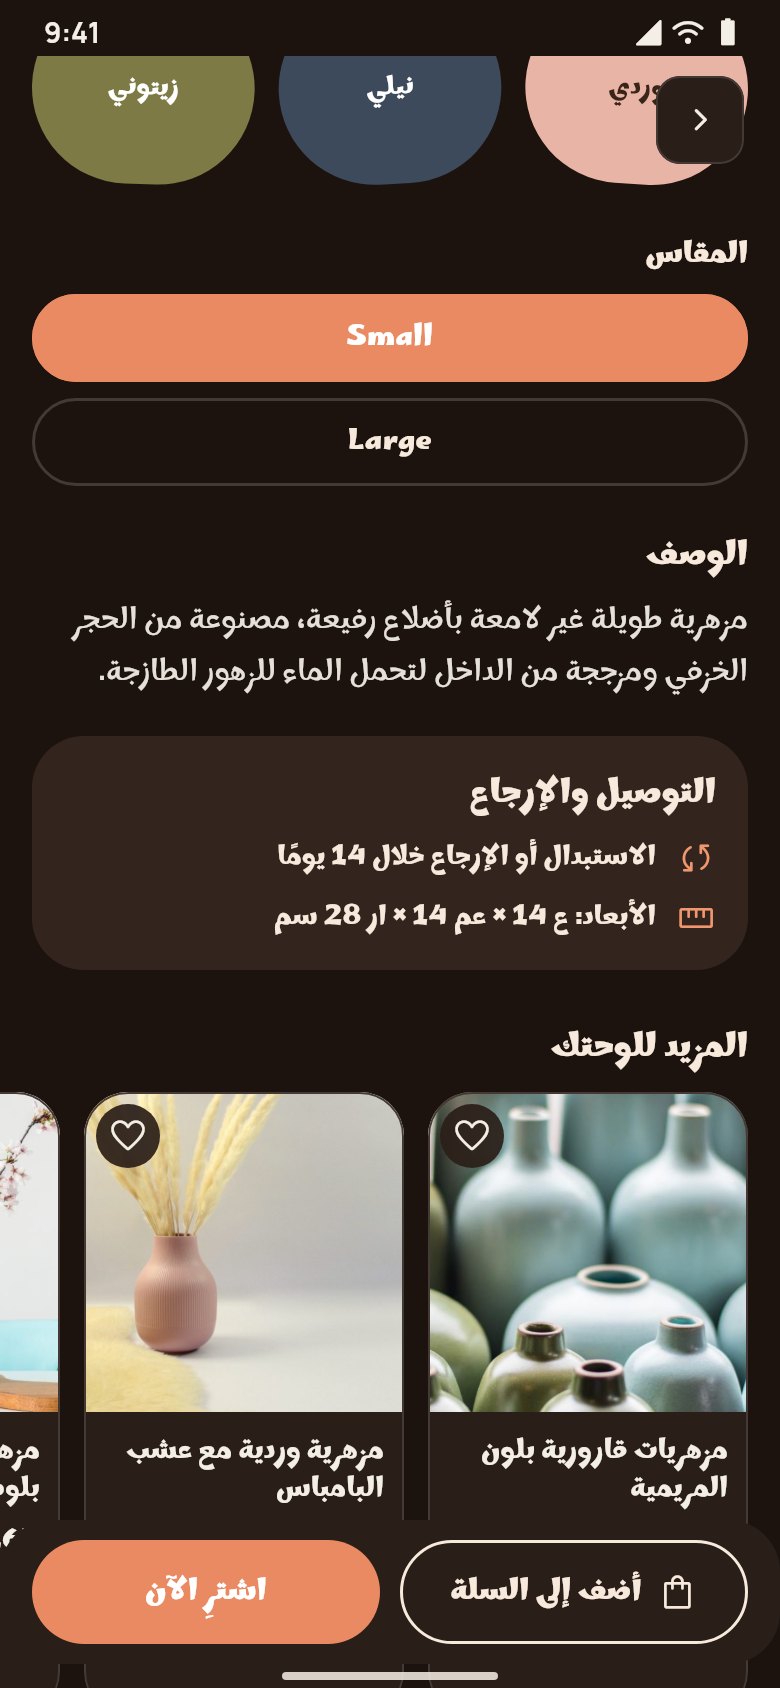 9:41
وردي
نيلي
زيتوني
المقاس
Small
Large
الوصف
مزهرية طويلة غير لامعة بأضلاع رفيعة، مصنوعة من الحجر
الخزفي ومزججة من الداخل لتحمل الماء للزهور الطازجة.
التوصيل والإرجاع
الاستبدال أو الإرجاع خلال 14 يومًا
الأبعاد: ع 14 × عم 14 × ار 28 سم
المزيد للوحتك
مزهريات قارورية بلون
المريمية
مزهرية وردية مع عشب
البامباس
أضف إلى السلة
اشترِ الآن